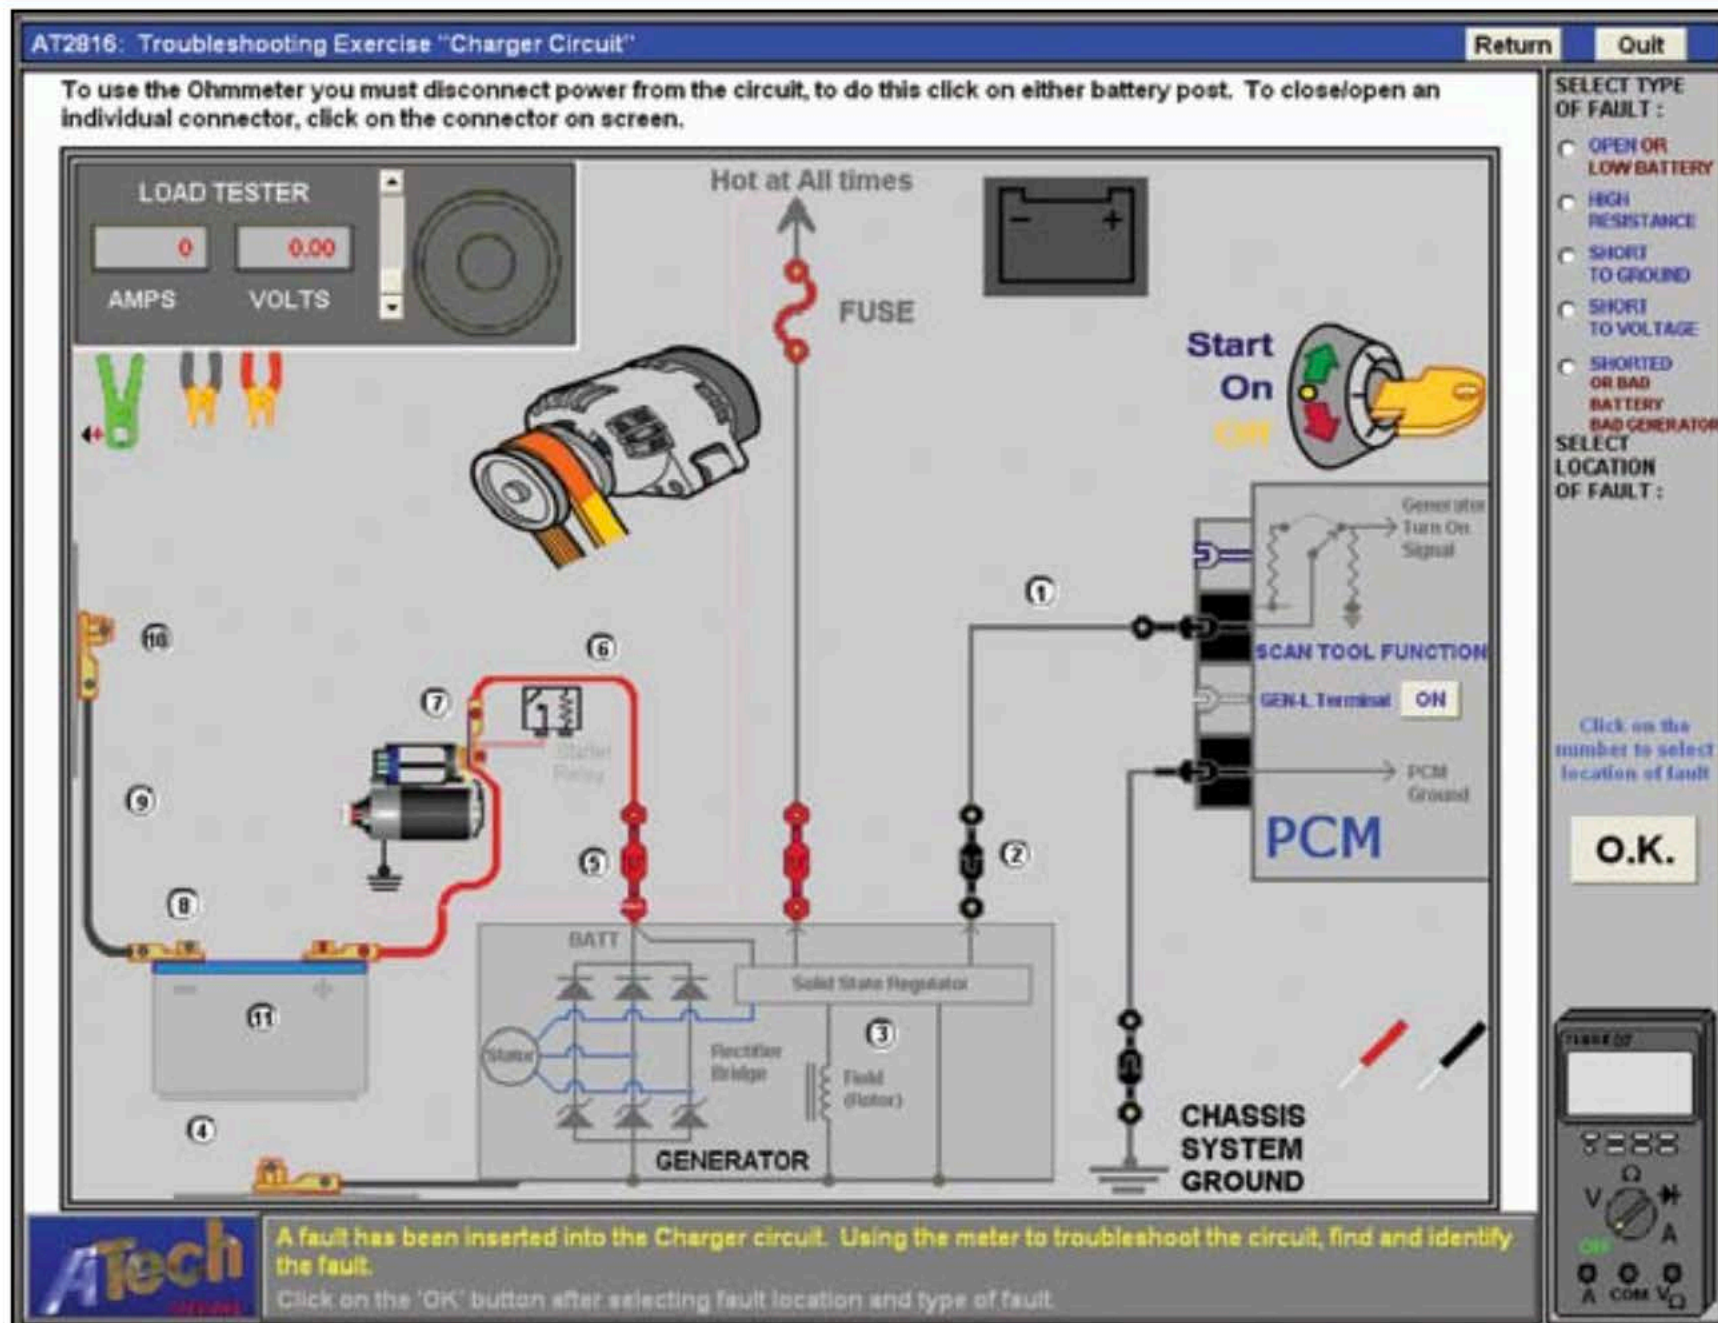 AT2816: Troubleshooting Exercise "Charger Circuit"
Return
Quit
To use the Ohmmeter you must disconnect power from the circuit, to do this click on either battery post. To close/open an
individual connector, click on the connector on screen.
SELECT TYPE
OF FAULT :
OPEN OR
LOW BATTERY
HIGH
RESISTANCE
SHORT
TO GROUND
SHORT
TO VOLTAGE
SHORTED
OR BAD
BATTERY
BAD GENERATOR
SELECT
LOCATION
OF FAULT :
Click on the
number to select
location of fault
O.K.
LOAD TESTER
0
0.00
AMPS
VOLTS
Hot at All times
FUSE
- +
Start
On
Off
Generator
Turn On
Signal
SCAN TOOL FUNCTION
GEN-L Terminal
ON
PCM
Ground
PCM
1
2
3
4
5
6
7
8
9
10
11
Starter
Relay
BATT
Solid State Regulator
Stator
Rectifier
Bridge
Field
(Rotor)
GENERATOR
CHASSIS
SYSTEM
GROUND
V
Ω
A
OFF
A COM VΩ
ATech
A fault has been inserted into the Charger circuit. Using the meter to troubleshoot the circuit, find and identify
the fault.
Click on the 'OK' button after selecting fault location and type of fault.